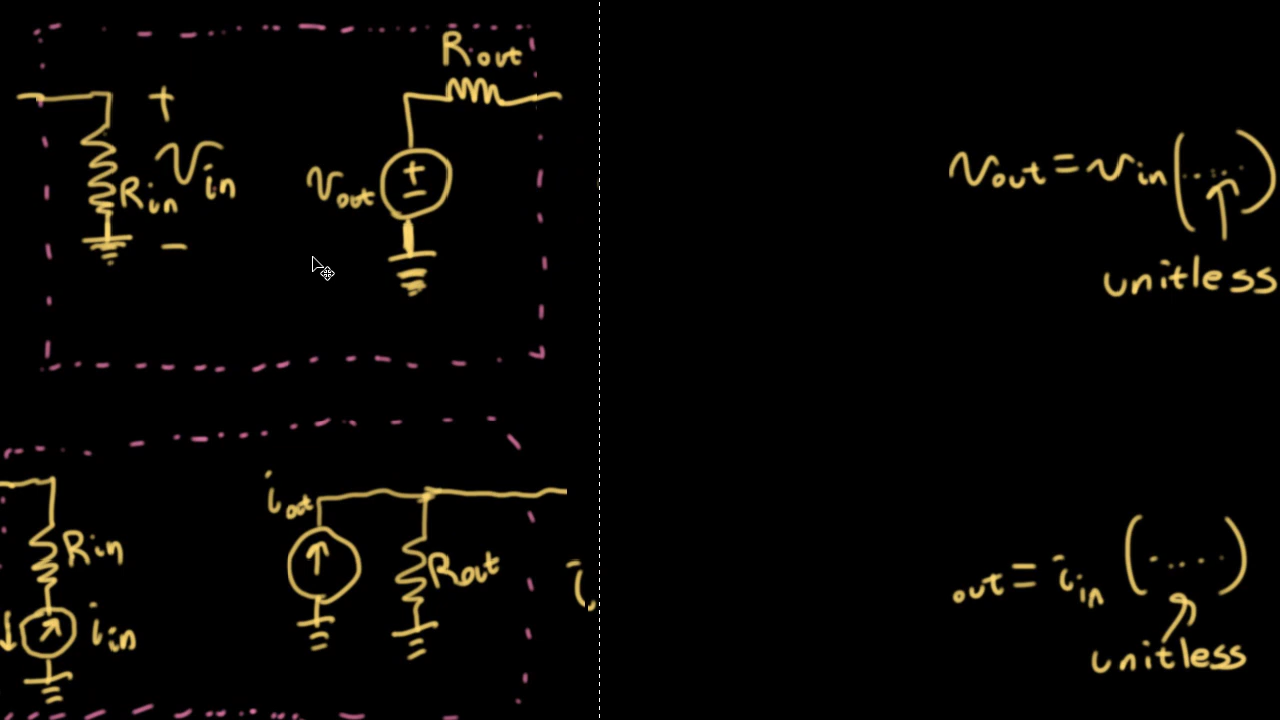 Rout
+
Rin
Vin
-
vout
+
-
vout = vin (....)
unitless
iout
Rin
Rout
iin
i
out = iin (....)
unitless